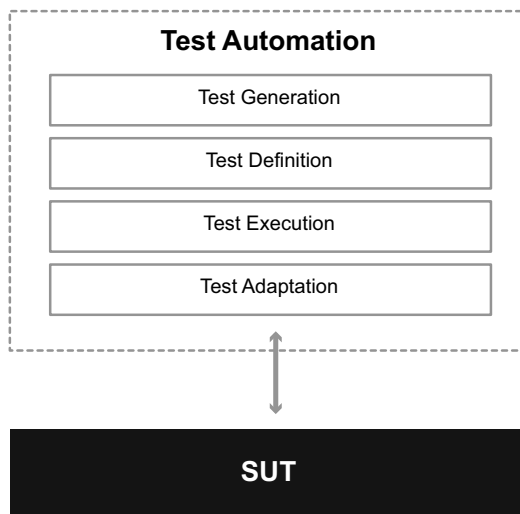 Test Automation
Test Generation
Test Definition
Test Execution
Test Adaptation
SUT